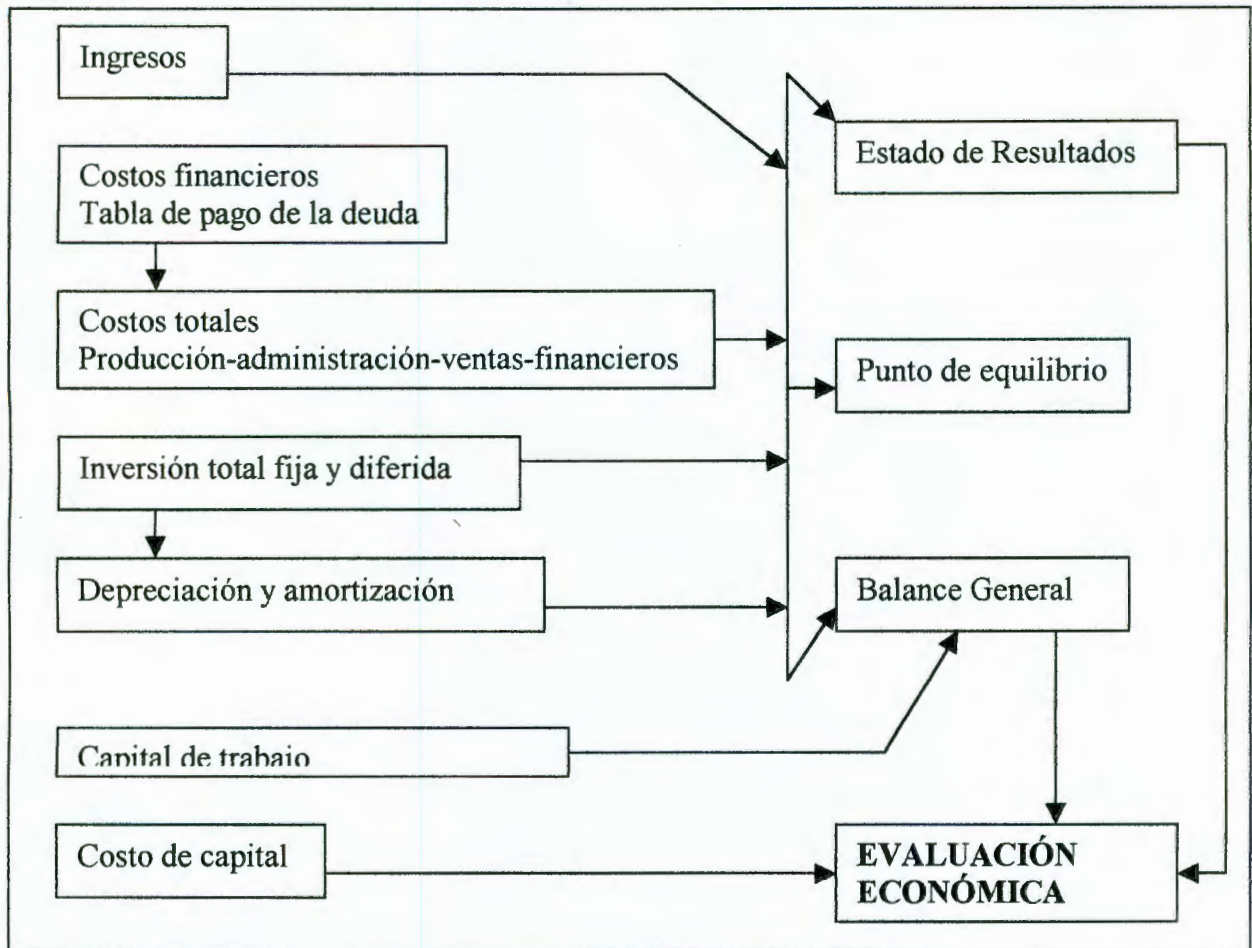 Ingresos
Costos financieros
Tabla de pago de la deuda
Costos totales
Producción-administración-ventas-financieros
Inversión total fija y diferida
Depreciación y amortización
Capital de trabajo
Costo de capital
Estado de Resultados
Punto de equilibrio
Balance General
EVALUACIÓN
ECONÓMICA